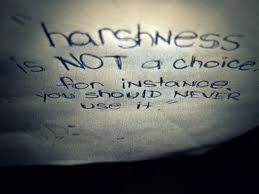 harshness
is NOT a choice.
for instance,
you should NEVER
use it